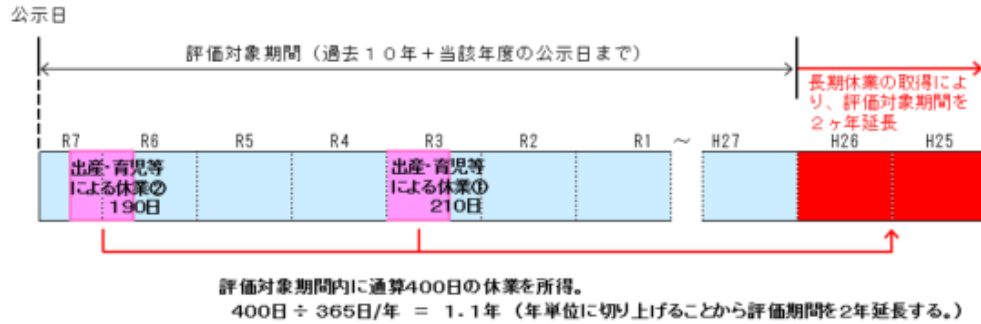 公示日
評価対象期間（過去１０年＋当該年度の公示日まで）
長期休業の取得によ
り、評価対象期間を
２ヶ年延長
R7 R6 R5 R4 R3 R2 R1 ～ H27 H26 H25
出産・育児等
による休業②
190日
出産・育児等
による休業①
210日
評価対象期間内に通算400日の休業を所得。
400日 ÷ 365日/年 ＝ 1.1年 （年単位に切り上げることから評価期間を2年延長する。）